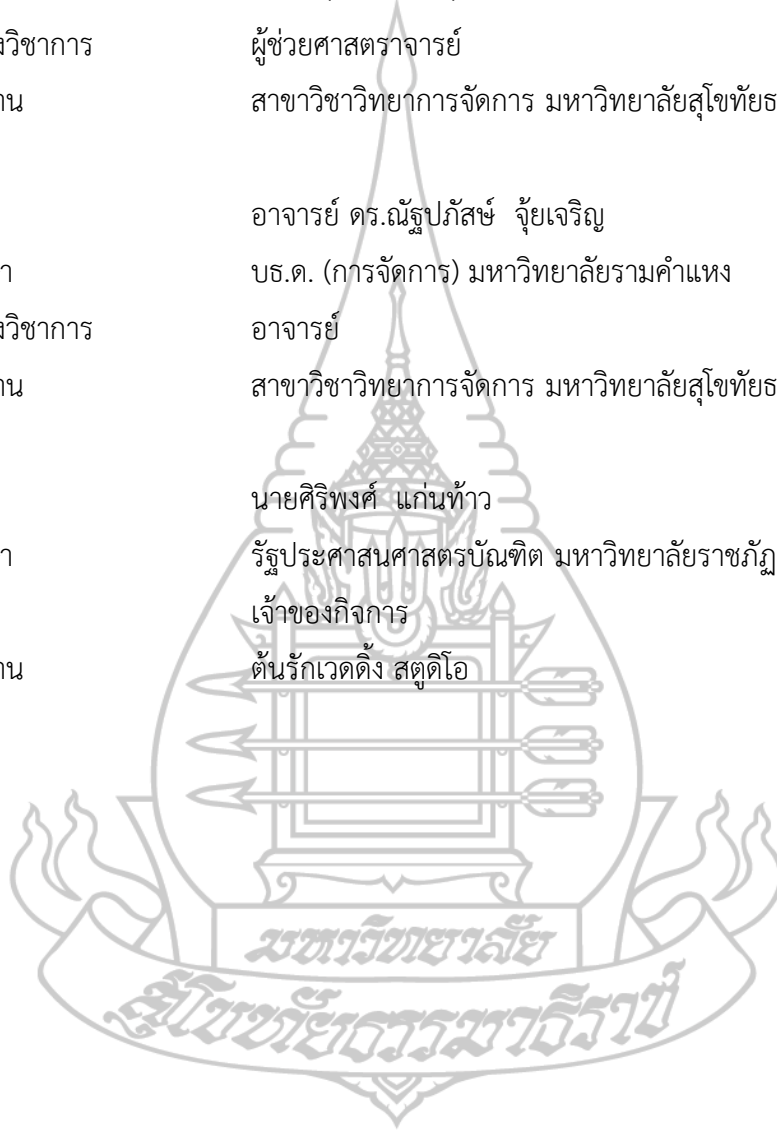 งวิชาการ ผู้ช่วยศาสตราจารย์
าน สาขาวิชาวิทยาการจัดการ มหาวิทยาลัยสุโขทัยธ
อาจารย์ ดร.ณัฐปภัสษ์ จุ้ยเจริญ
า บธ.ด. (การจัดการ) มหาวิทยาลัยรามคำแหง
งวิชาการ อาจารย์
าน สาขาวิชาวิทยาการจัดการ มหาวิทยาลัยสุโขทัยธ
นายศิริพงศ์ แก่นท้าว
า รัฐประศาสนศาสตรบัณฑิต มหาวิทยาลัยราชภัฏ
เจ้าของกิจการ
าน ต้นรักเวดดิ้ง สตูดิโอ
มหาวิทยาลัย
สุโขทัยธรรมาธิราช